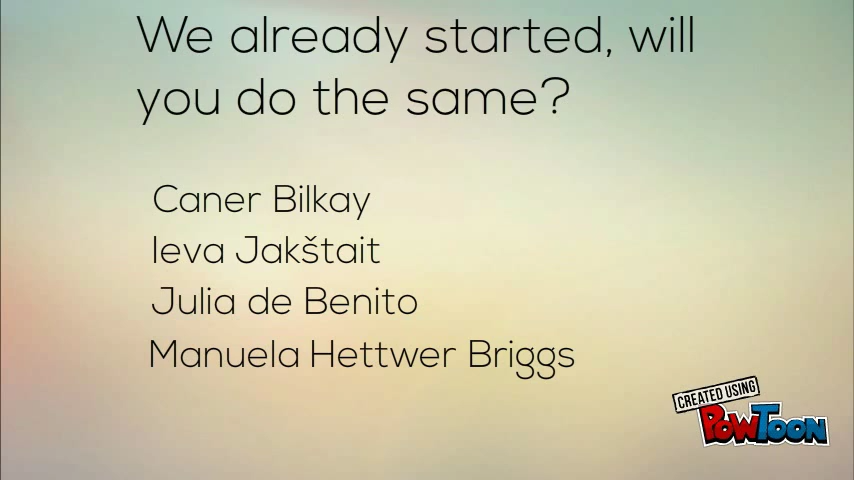 We already started, will
you do the same?
Caner Bilkay
Ieva Jakštait
Julia de Benito
Manuela Hettwer Briggs
CREATED USING
POWTOON